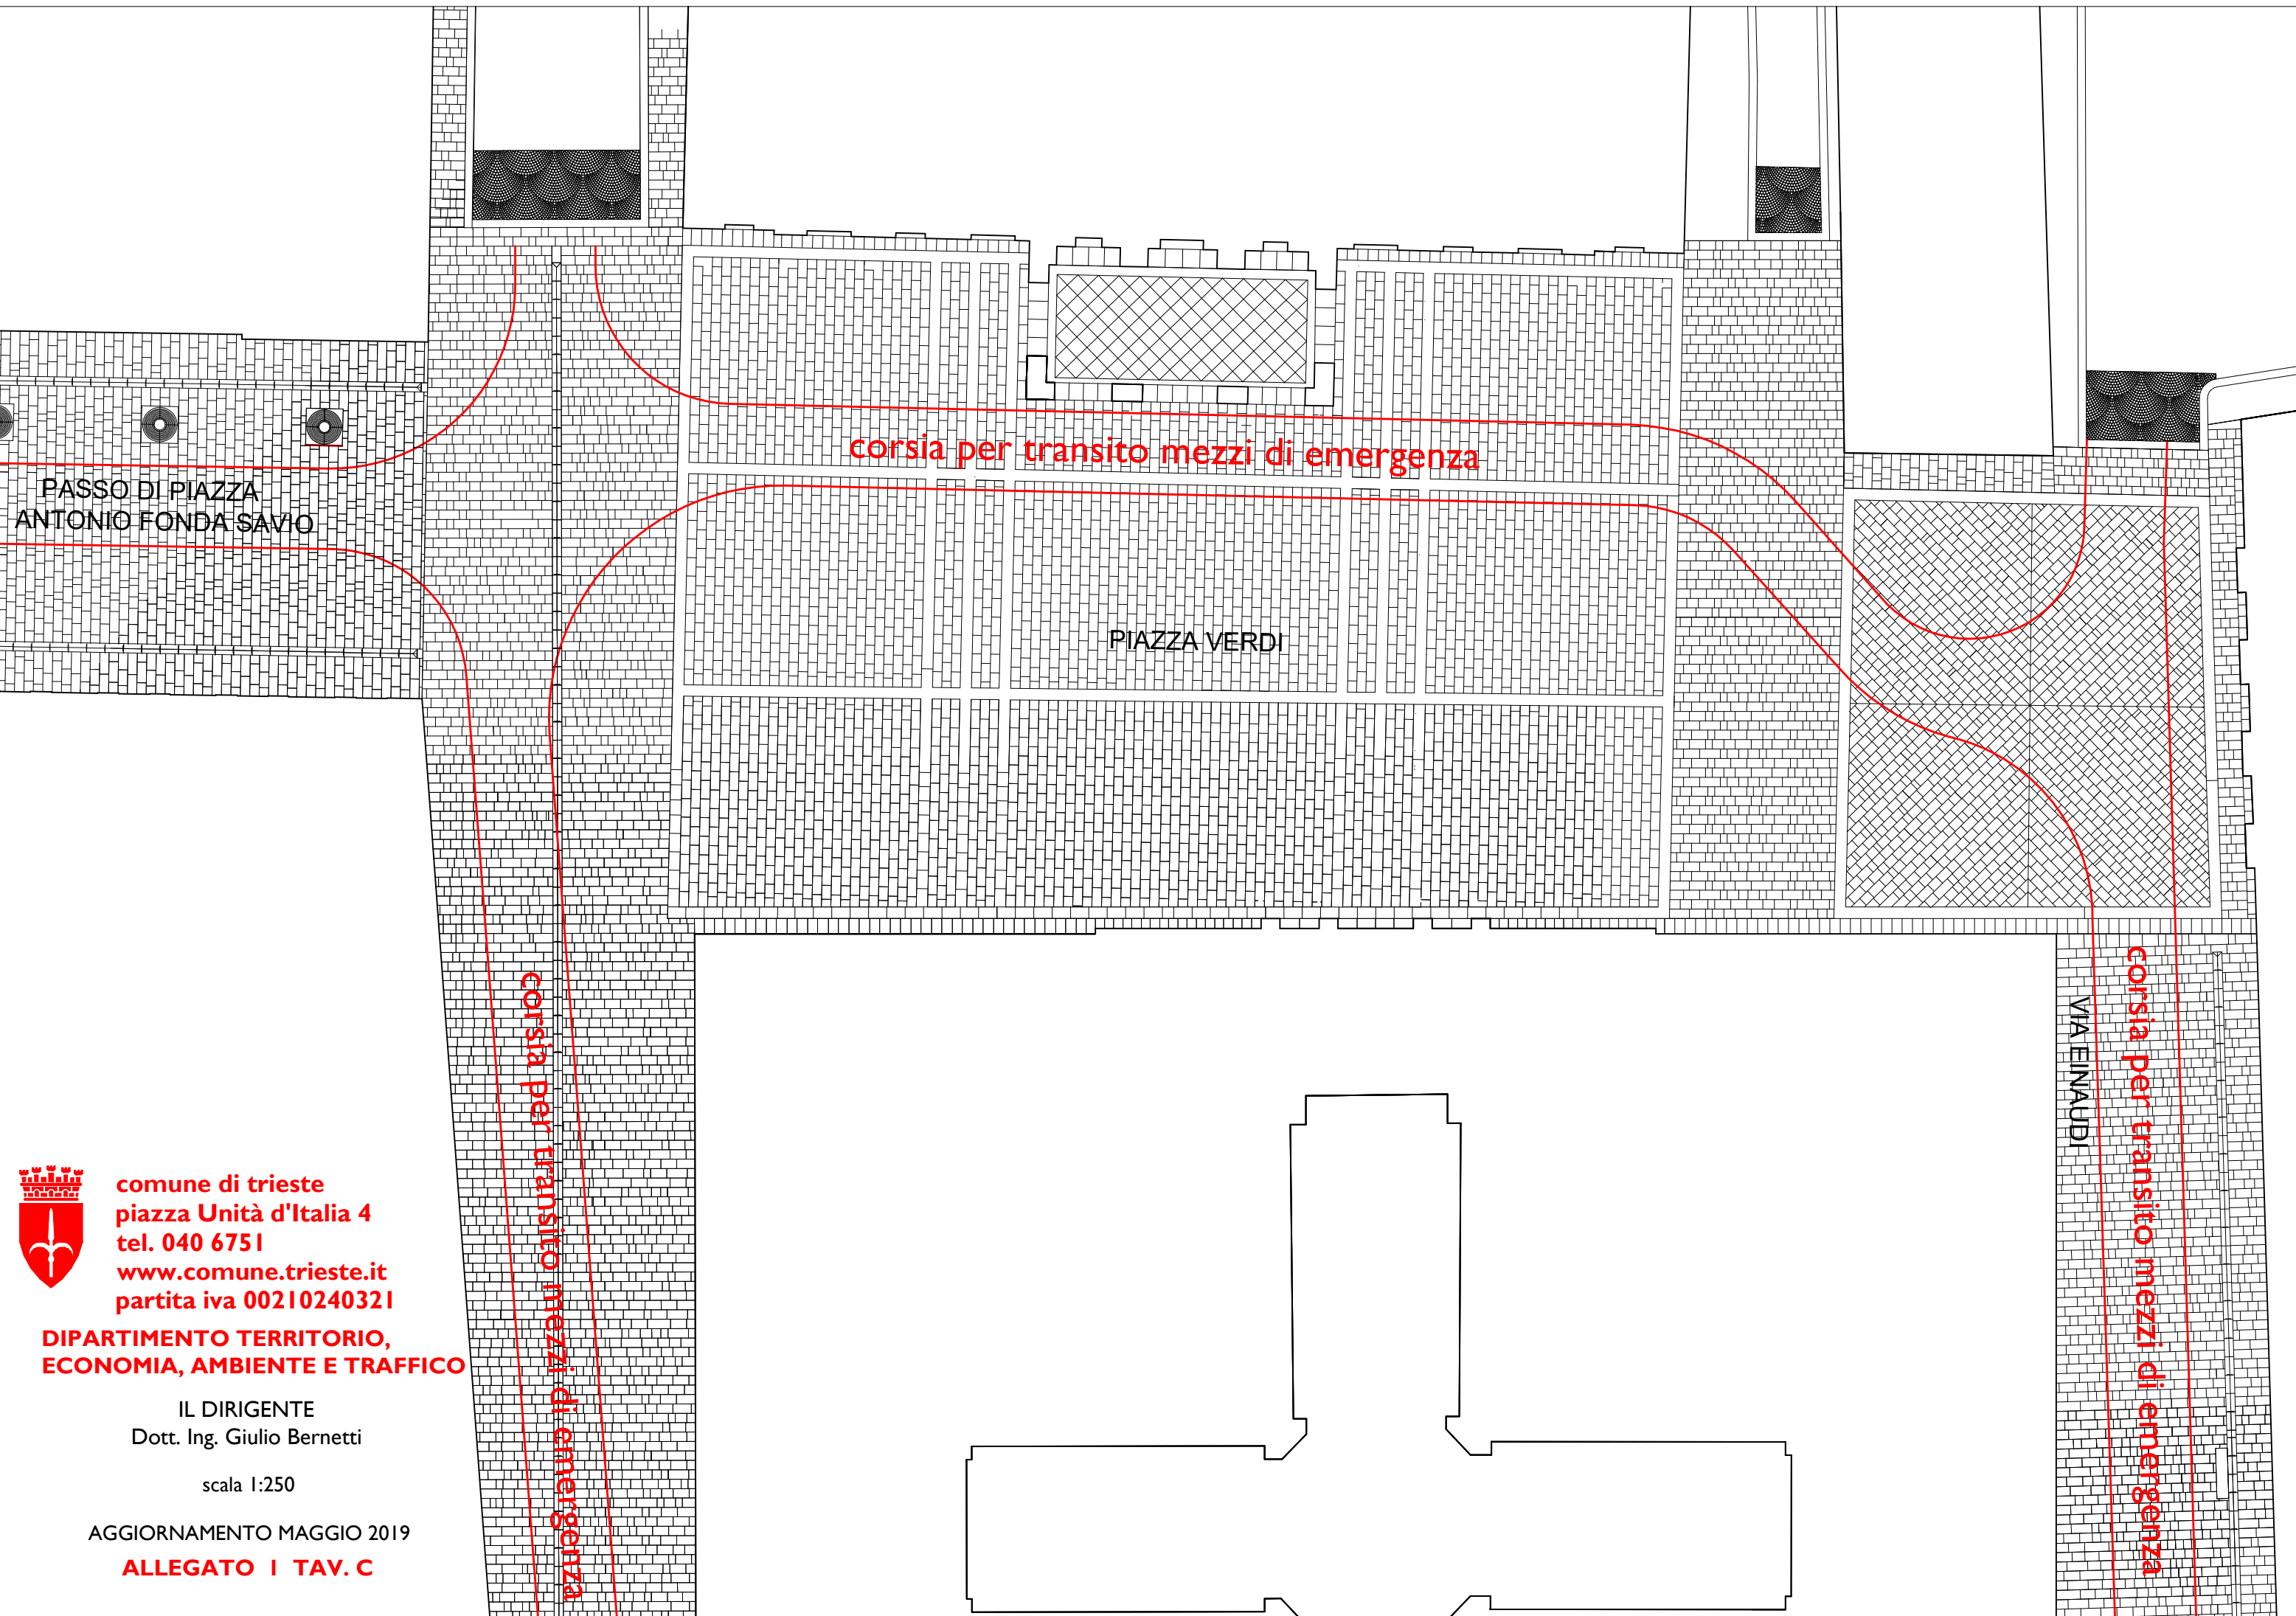 corsia per transito mezzi di emergenza
PASSO DI PIAZZA
ANTONIO FONDA SAVIO
PIAZZA VERDI
corsia per transito mezzi di emergenza
VIA EINAUDI
corsia per transito mezzi di emergenza
comune di trieste
piazza Unità d'Italia 4
tel. 040 6751
www.comune.trieste.it
partita iva 00210240321
DIPARTIMENTO TERRITORIO,
ECONOMIA, AMBIENTE E TRAFFICO
IL DIRIGENTE
Dott. Ing. Giulio Bernetti
scala 1:250
AGGIORNAMENTO MAGGIO 2019
ALLEGATO 1 TAV. C